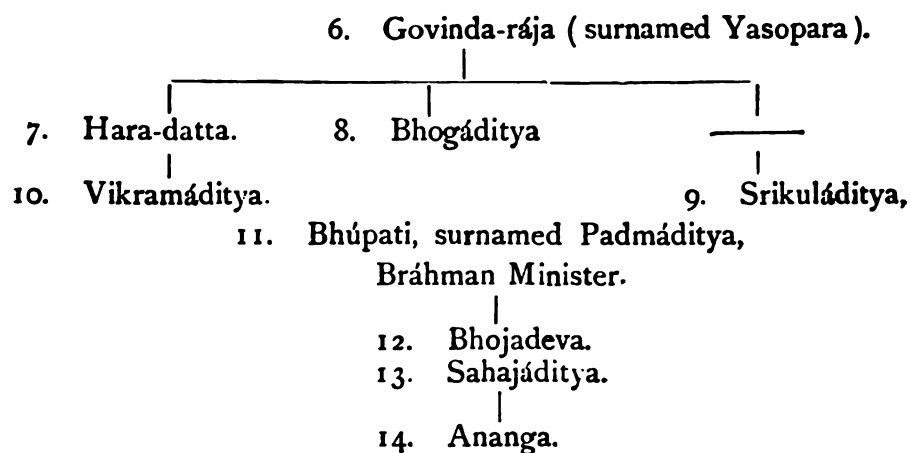 6. Govinda-rája ( surnamed Yasopara ).
7. Hara-datta. 8. Bhogáditya
10. Vikramáditya. 9. Srikuláditya,
11. Bhúpati, surnamed Padmáditya,
Bráhman Minister.
12. Bhojadeva.
13. Sahajáditya.
14. Ananga.